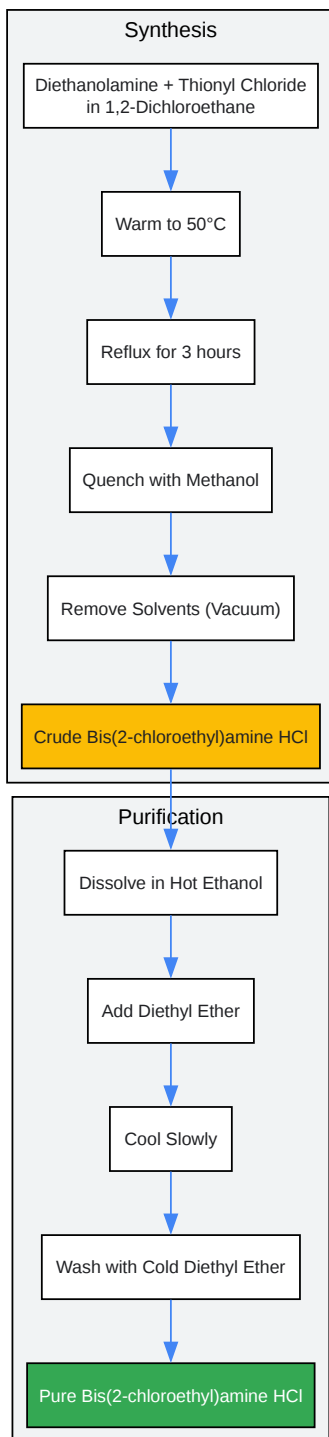 Synthesis
Diethanolamine + Thionyl Chloride
in 1,2-Dichloroethane
Warm to 50°C
Reflux for 3 hours
Quench with Methanol
Remove Solvents (Vacuum)
Crude Bis(2-chloroethyl)amine HCl
Purification
Dissolve in Hot Ethanol
Add Diethyl Ether
Cool Slowly
Wash with Cold Diethyl Ether
Pure Bis(2-chloroethyl)amine HCl